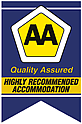 AA
Quality Assured
HIGHLY RECOMMENDED
ACCOMMODATION